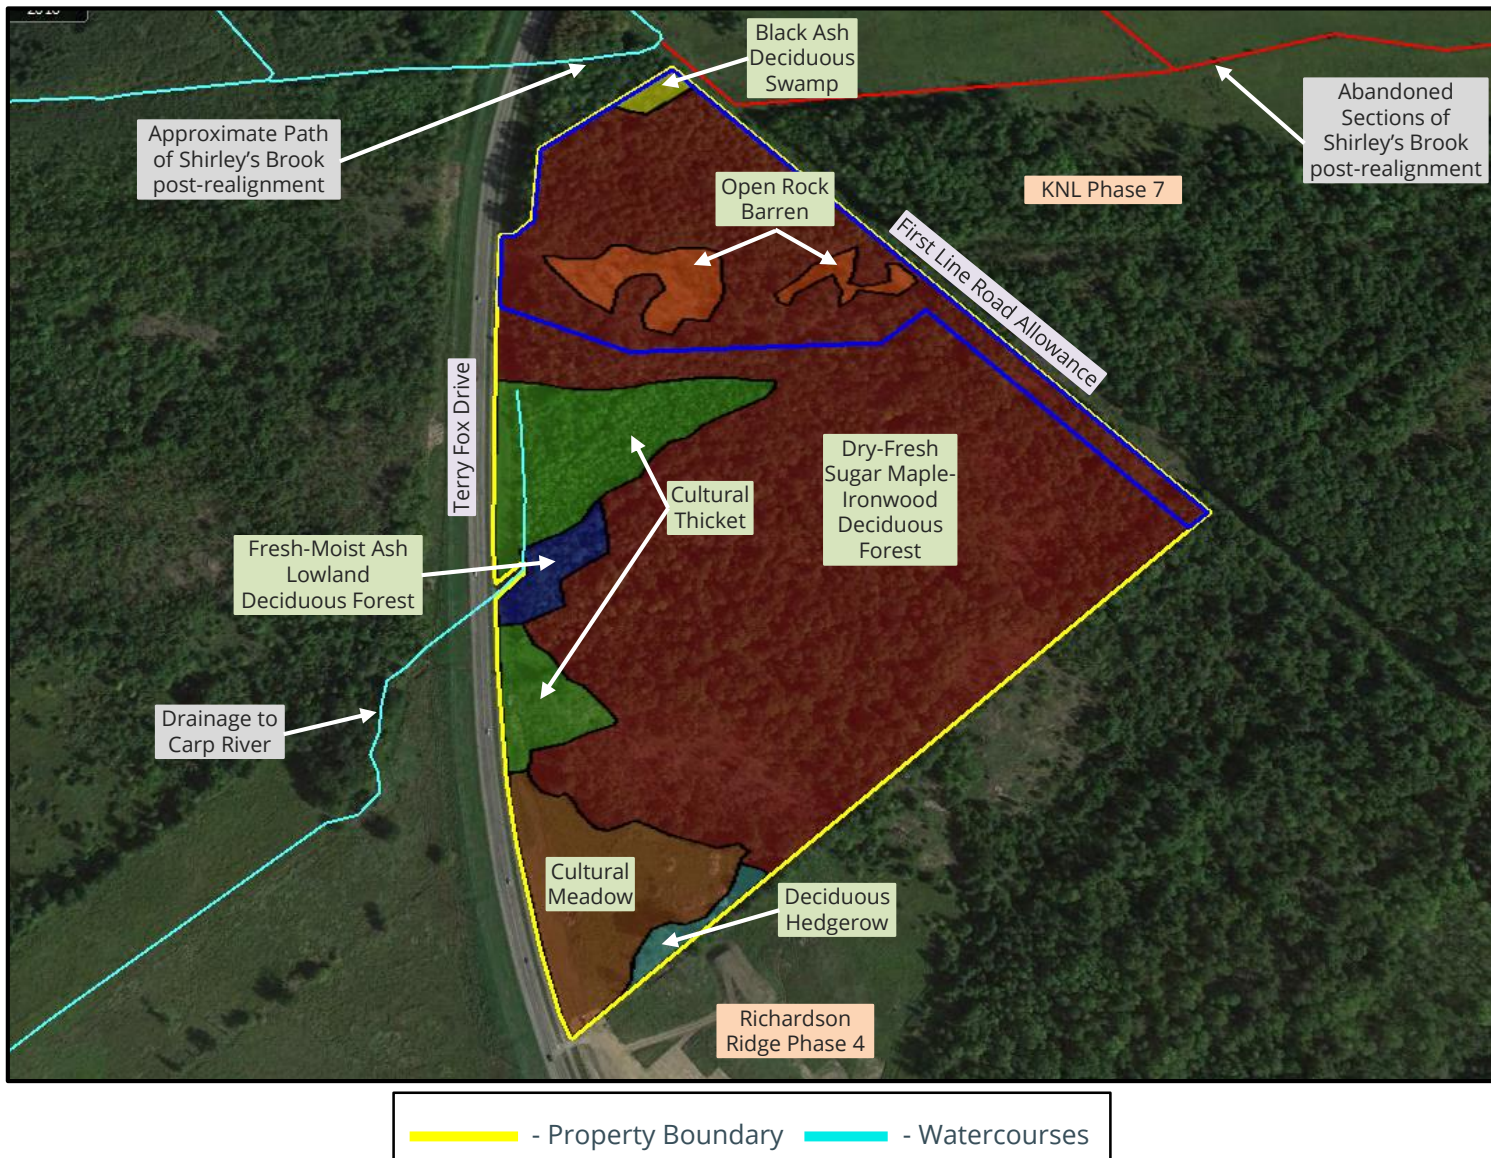 Black Ash
Deciduous
Swamp
Approximate Path
of Shirley's Brook
post-realignment
Abandoned
Sections of
Shirley's Brook
post-realignment
Open Rock
Barren
KNL Phase 7
First Line Road Allowance
Terry Fox Drive
Dry-Fresh
Sugar Maple-
Ironwood
Deciduous
Forest
Cultural
Thicket
Fresh-Moist Ash
Lowland
Deciduous Forest
Drainage to
Carp River
Cultural
Meadow
Deciduous
Hedgerow
Richardson
Ridge Phase 4
- Property Boundary
- Watercourses